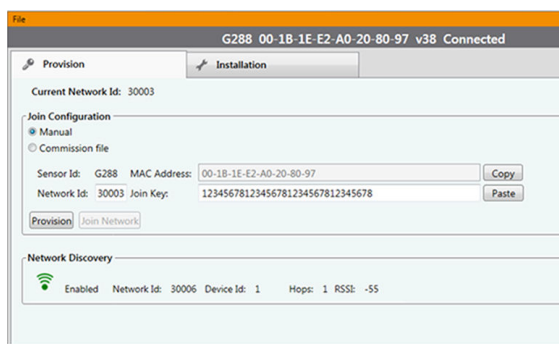 File
G288 00-1B-1E-E2-A0-20-80-97 v38 Connected
Provision
Installation
Current Network Id: 30003
Join Configuration
Manual
Commission file
Sensor Id: G288 MAC Address: 00-1B-1E-E2-A0-20-80-97 Copy
Network Id: 30003 Join Key: 12345678123456781234567812345678 Paste
Provision Join Network
Network Discovery
Enabled Network Id: 30006 Device Id: 1 Hops: 1 RSSI: -55